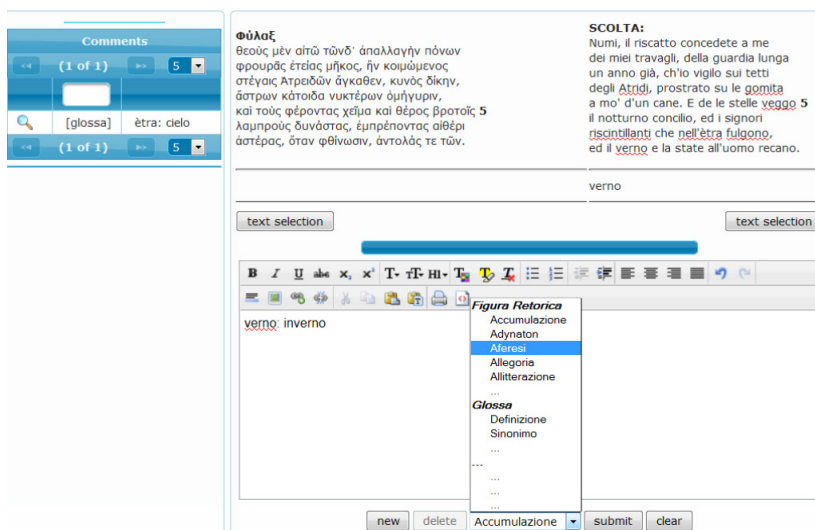 Comments
(1 of 1) 5
[glossa] ètra: cielo
(1 of 1) 5
Φύλαξ
θεοὺς μὲν αἰτῶ τῶνδ' ἀπαλλαγὴν πόνων
φρουρᾶς ἐτείας μῆκος, ἣν κοιμώμενος
στέγαις Ἀτρειδῶν ἄγκαθεν, κυνὸς δίκην,
ἄστρων κάτοιδα νυκτέρων ὁμήγυριν,
καὶ τοὺς φέροντας χεῖμα καὶ θέρος βροτοῖς 5
λαμπροὺς δυνάστας, ἐμπρέποντας αἰθέρι
ἀστέρας, ὅταν φθίνωσιν, ἀντολάς τε τῶν.
SCOLTA:
Numi, il riscatto concedete a me
dei miei travagli, della guardia lunga
un anno già, ch'io vigilo sui tetti
degli Atridi, prostrato su le gomita
a mo' d'un cane. E de le stelle veggo 5
il notturno concilio, ed i signori
riscintillanti che nell'ètra fulgono,
ed il verno e la state all'uomo recano.
verno
text selection
text selection
verno: inverno
Figura Retorica
Accumulazione
Adynaton
Aferesi
Allegoria
Allitterazione
...
Glossa
Definizione
Sinonimo
...
---
...
...
...
new delete Accumulazione submit clear